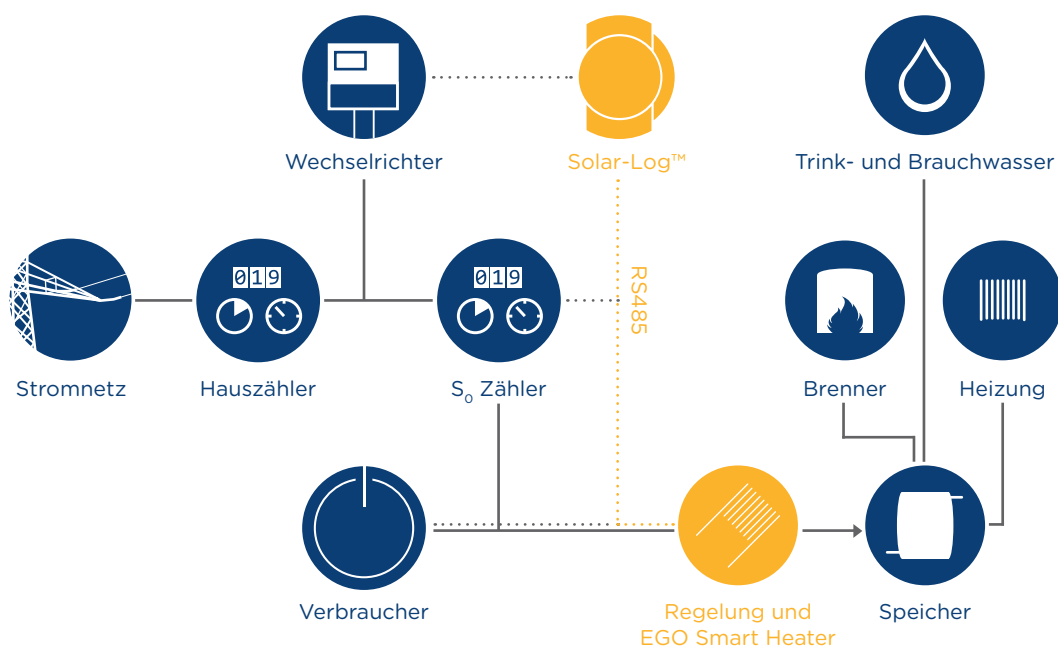 Wechselrichter
Solar-Log™
Trink- und Brauchwasser
019
019
RS485
Stromnetz
Hauszähler
S₀ Zähler
Brenner
Heizung
Verbraucher
Regelung und
EGO Smart Heater
Speicher